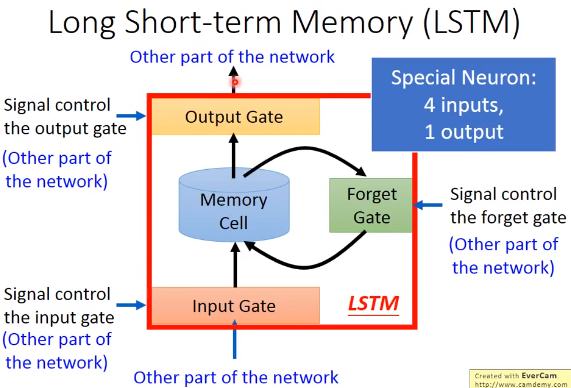 Long Short-term Memory (LSTM)
Other part of the network
Special Neuron:
4 inputs,
1 output
Signal control
the output gate
(Other part of
the network)
Output Gate
Memory
Cell
Forget
Gate
Signal control
the forget gate
(Other part of
the network)
Signal control
the input gate
(Other part of
the network)
Input Gate
LSTM
Other part of the network
Created with EverCam
http://www.camdemy.com